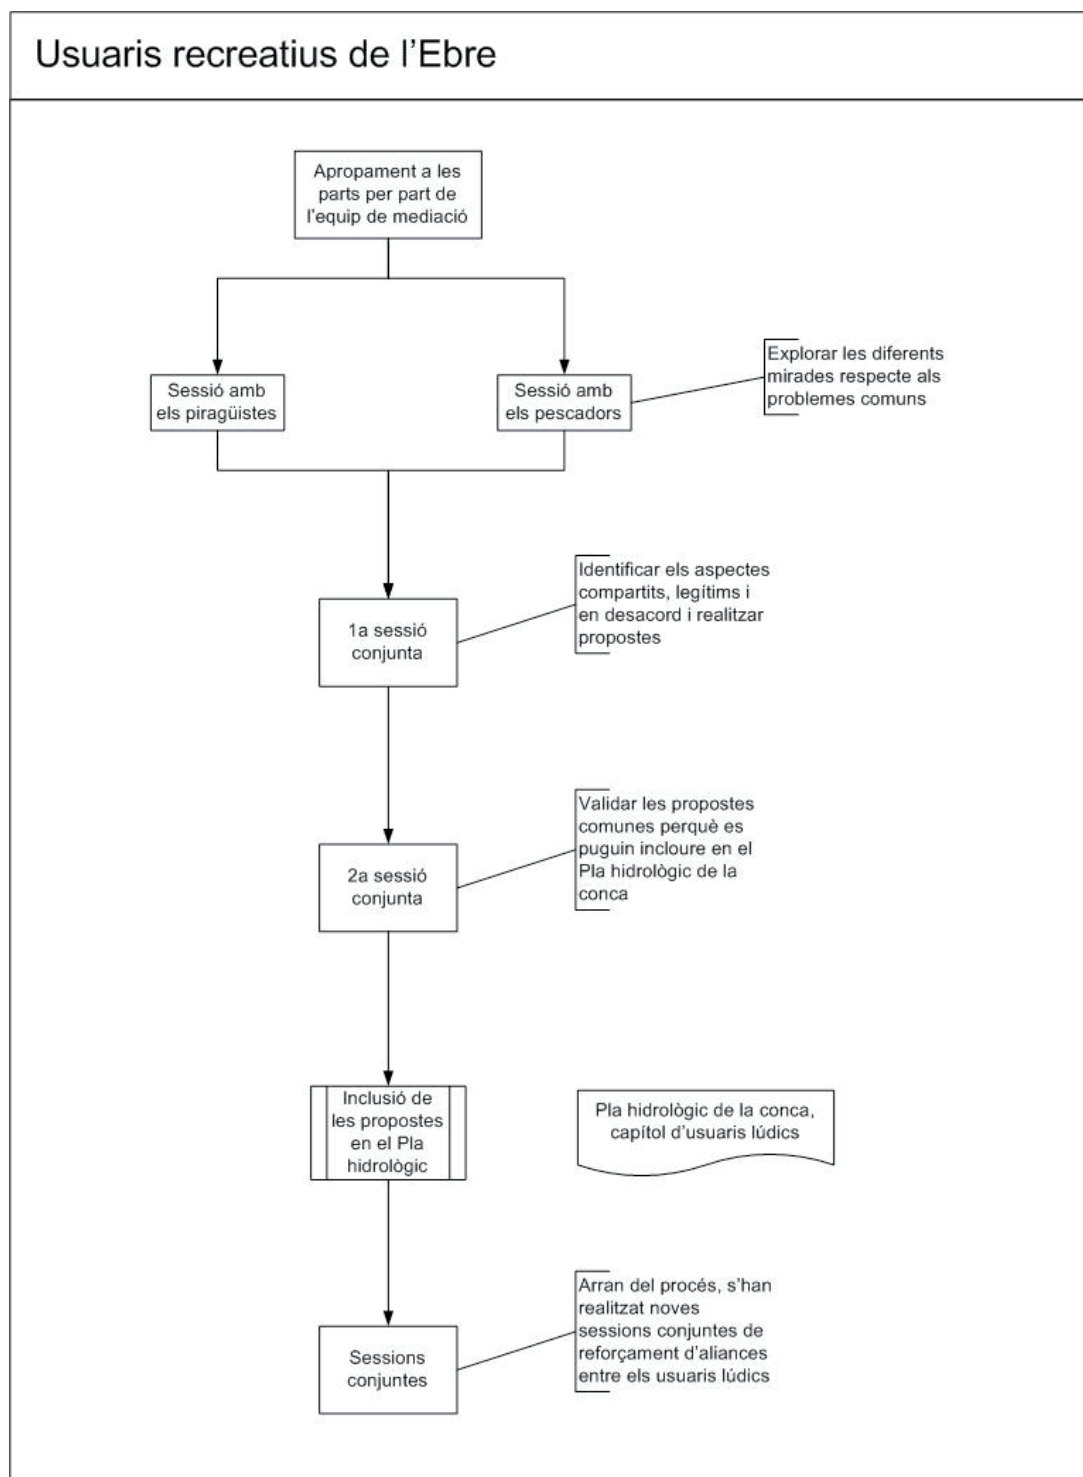 Usuaris recreatius de l'Ebre
Apropament a les
parts per part de
l'equip de mediació
Sessió amb
els piragüistes
Sessió amb
els pescadors
Explorar les diferents
mirades respecte als
problemes comuns
1a sessió
conjunta
Identificar els aspectes
compartits, legítims i
en desacord i realitzar
propostes
2a sessió
conjunta
Validar les propostes
comunes perquè es
puguin incloure en el
Pla hidrològic de la
conca
Inclusió de
les propostes
en el Pla
hidrològic
Pla hidrològic de la conca,
capítol d'usuaris lúdics
Sessions
conjuntes
Arran del procés, s'han
realitzat noves
sessions conjuntes de
reforçament d'aliances
entre els usuaris lúdics